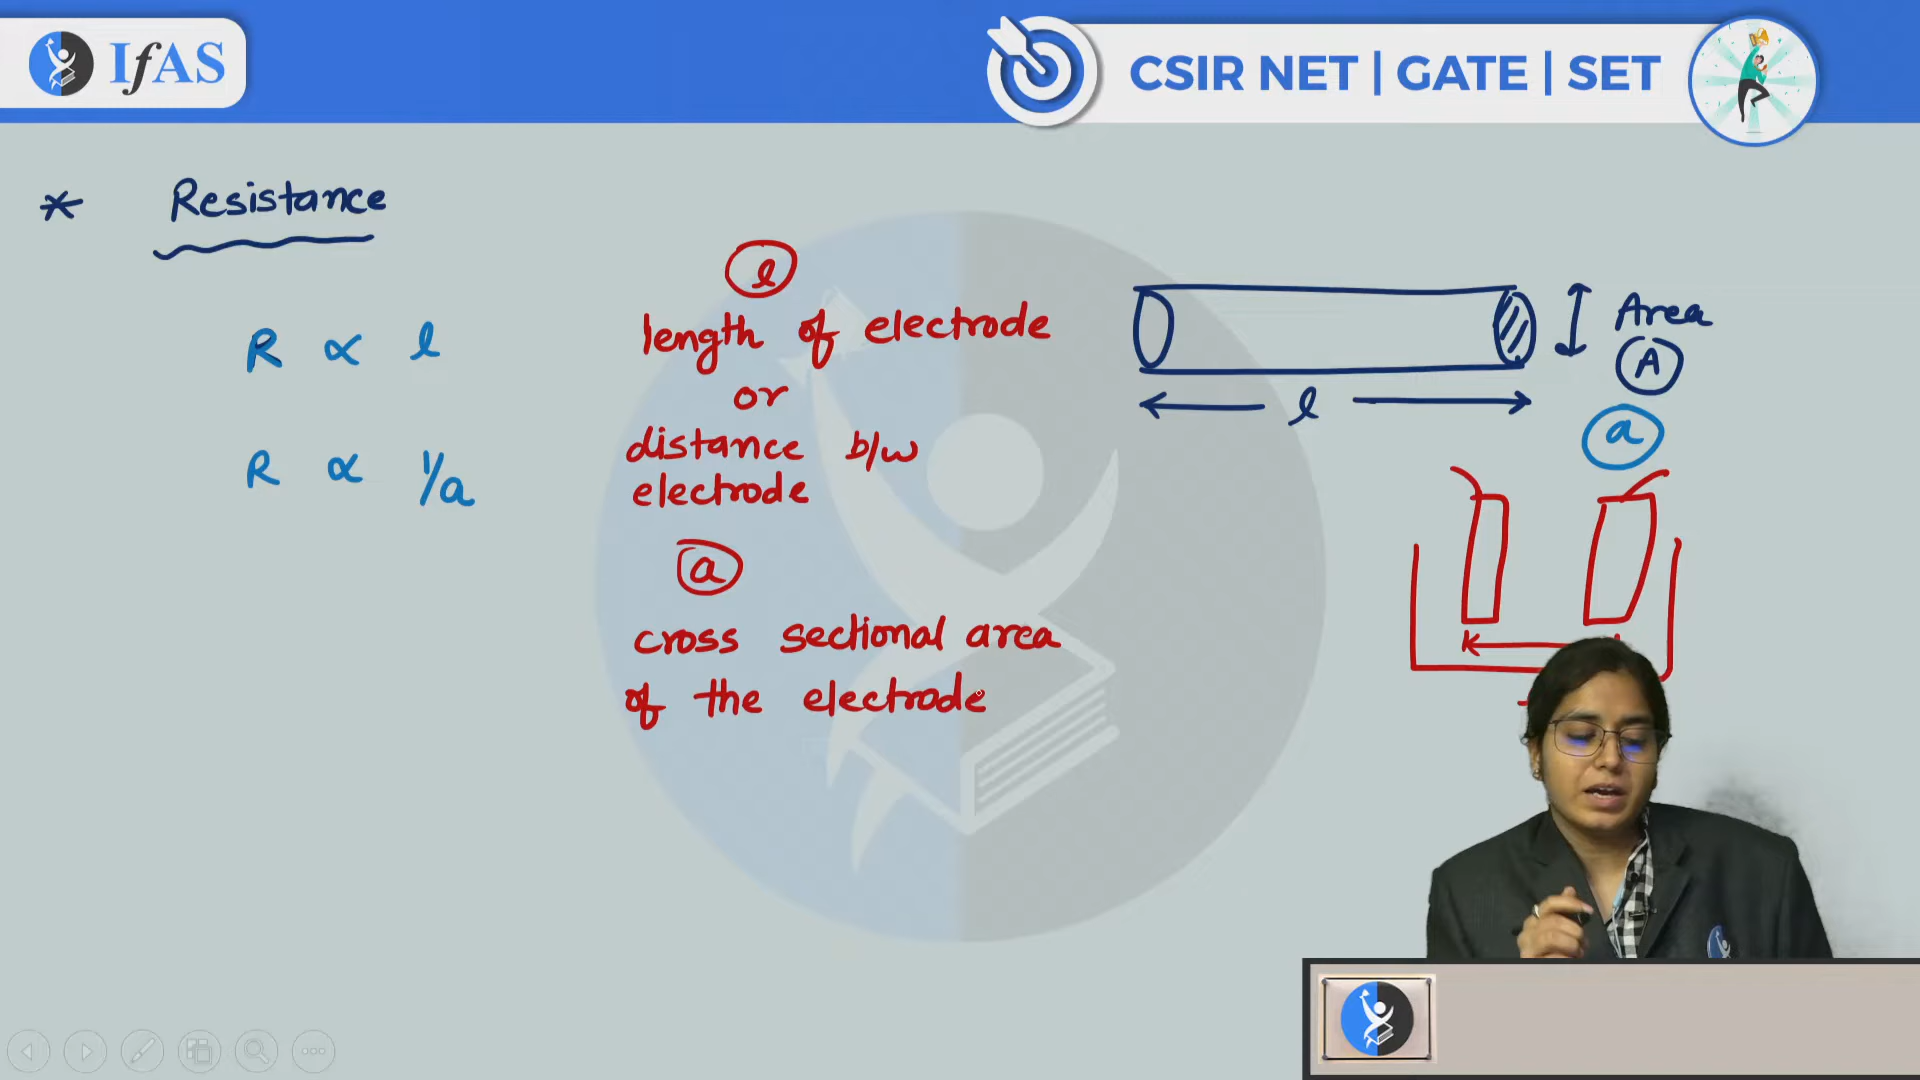 IfAS
CSIR NET | GATE | SET
* Resistance
R ∝ l
R ∝ 1/a
l
length of electrode
or
distance b/w
electrode
a
cross sectional area
of the electrode
Area
A
l
a